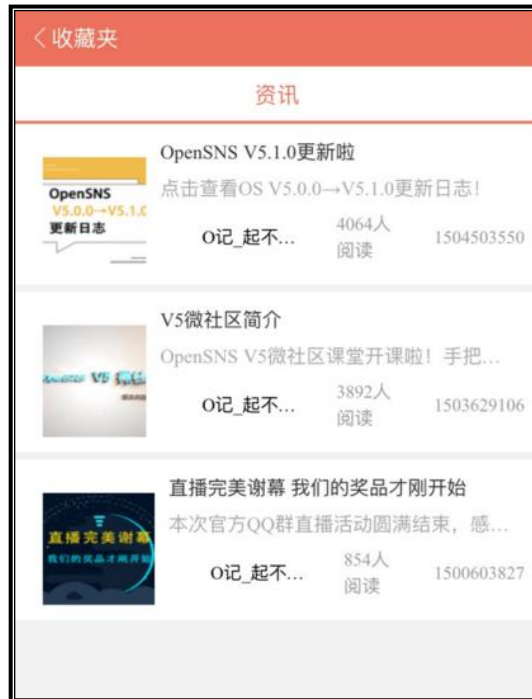 收藏夹
资讯
OpenSNS V5.1.0更新啦
点击查看OS V5.0.0→V5.1.0更新日志！
O记_起不...
4064人
阅读
1504503550
OpenSNS
V5.0.0→V5.1.0
更新日志
V5微社区简介
OpenSNS V5微社区课堂开课啦！手把...
O记_起不...
3892人
阅读
1503629106
直播完美谢幕 我们的奖品才刚开始
本次官方QQ群直播活动圆满结束，感...
O记_起不...
854人
阅读
1500603827
直播完美谢幕
我们的奖品才刚开始